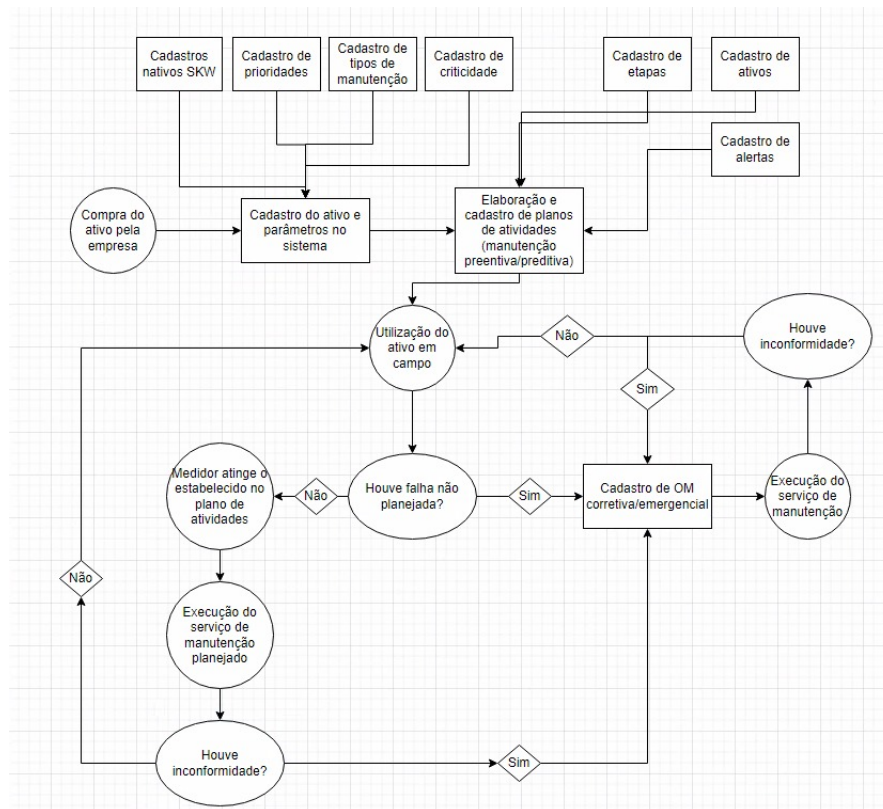 Cadastros
nativos SKW
Cadastro de
prioridades
Cadastro de
tipos de
manutenção
Cadastro de
criticidade
Cadastro de
etapas
Cadastro de
ativos
Cadastro de
alertas
Compra do
ativo pela
empresa
Cadastro do ativo e
parâmetros no
sistema
Elaboração e
cadastro de planos
de atividades
(manutenção
preentiva/preditiva)
Utilização do
ativo em
campo
Não
Houve
inconformidade?
Sim
Medidor atinge o
estabelecido no
plano de
atividades
Não
Houve falha não
planejada?
Sim
Cadastro de OM
corretiva/emergencial
Execução do
serviço de
manutenção
Não
Execução do
serviço de
manutenção
planejado
Houve
inconformidade?
Sim